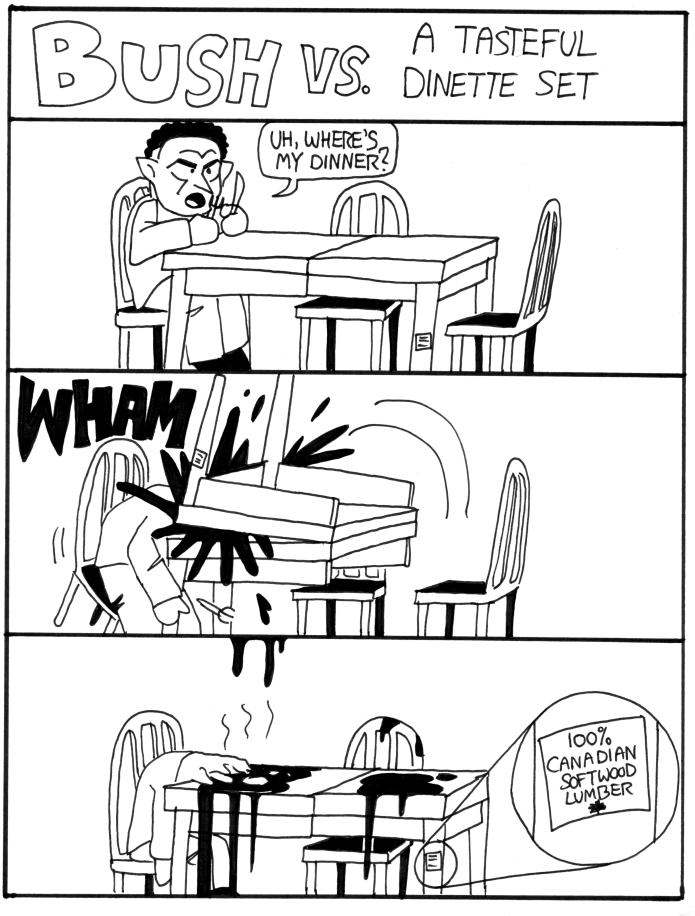 BUSH VS. A TASTEFUL
DINETTE SET
UH, WHERE'S
MY DINNER?
WHAM
100%
CANADIAN
SOFTWOOD
LUMBER